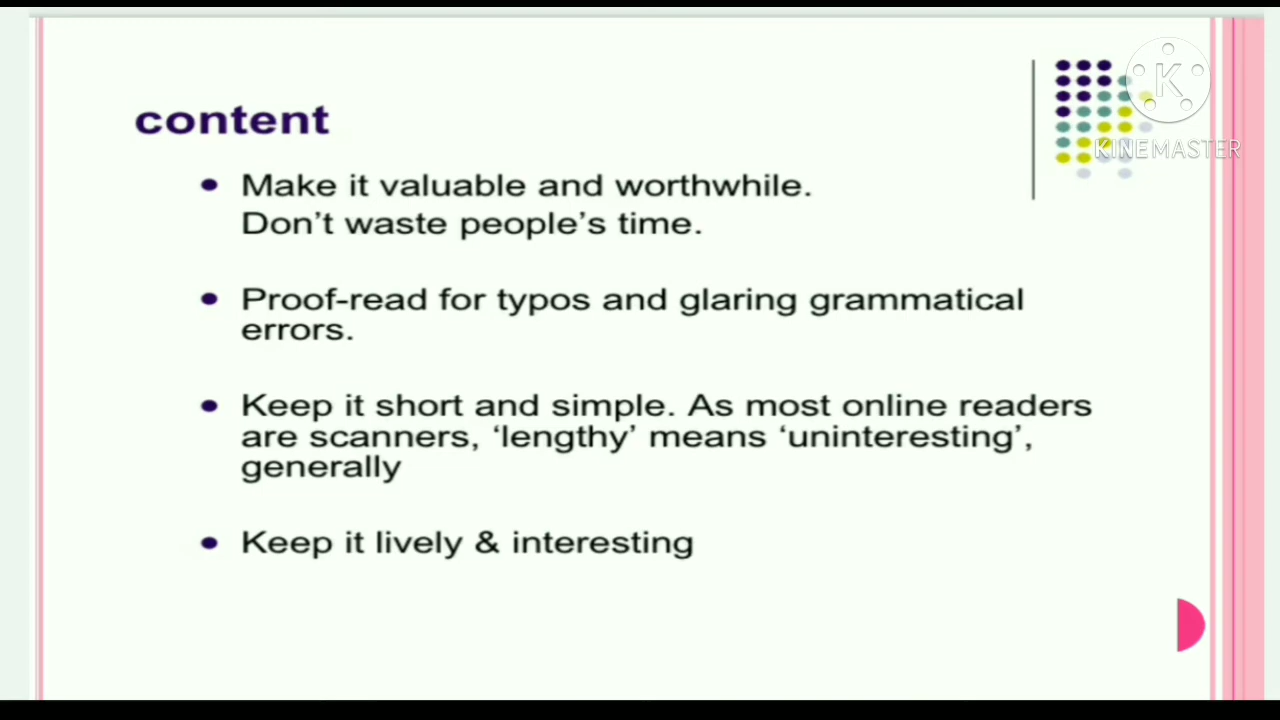 content
K
KINEMASTER
• Make it valuable and worthwhile.
Don't waste people's time.
• Proof-read for typos and glaring grammatical
errors.
• Keep it short and simple. As most online readers
are scanners, ‘lengthy’ means ‘uninteresting’,
generally
• Keep it lively & interesting